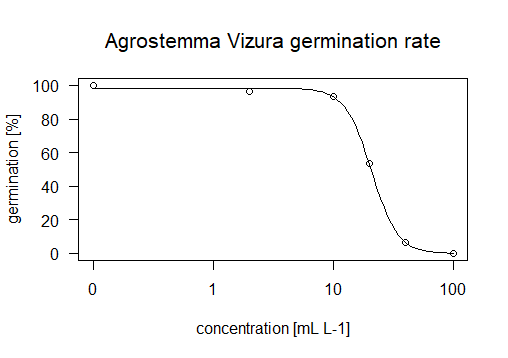 Agrostemma Vizura germination rate
germination [%]
100
80
60
40
20
0
0 1 10 100
concentration [mL L-1]